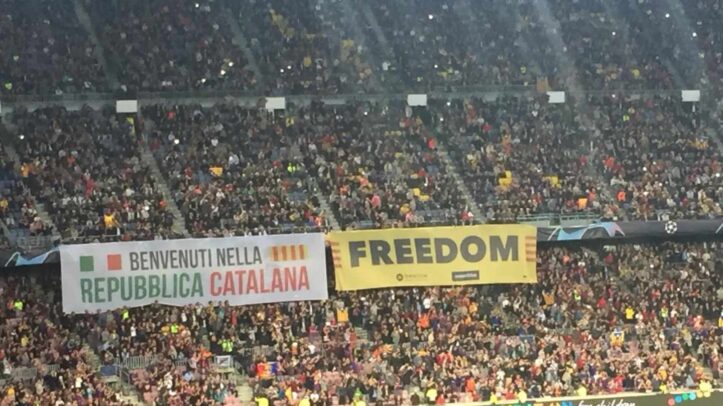 BENVENUTI NELLA
REPUBBLICA CATALANA
FREEDOM